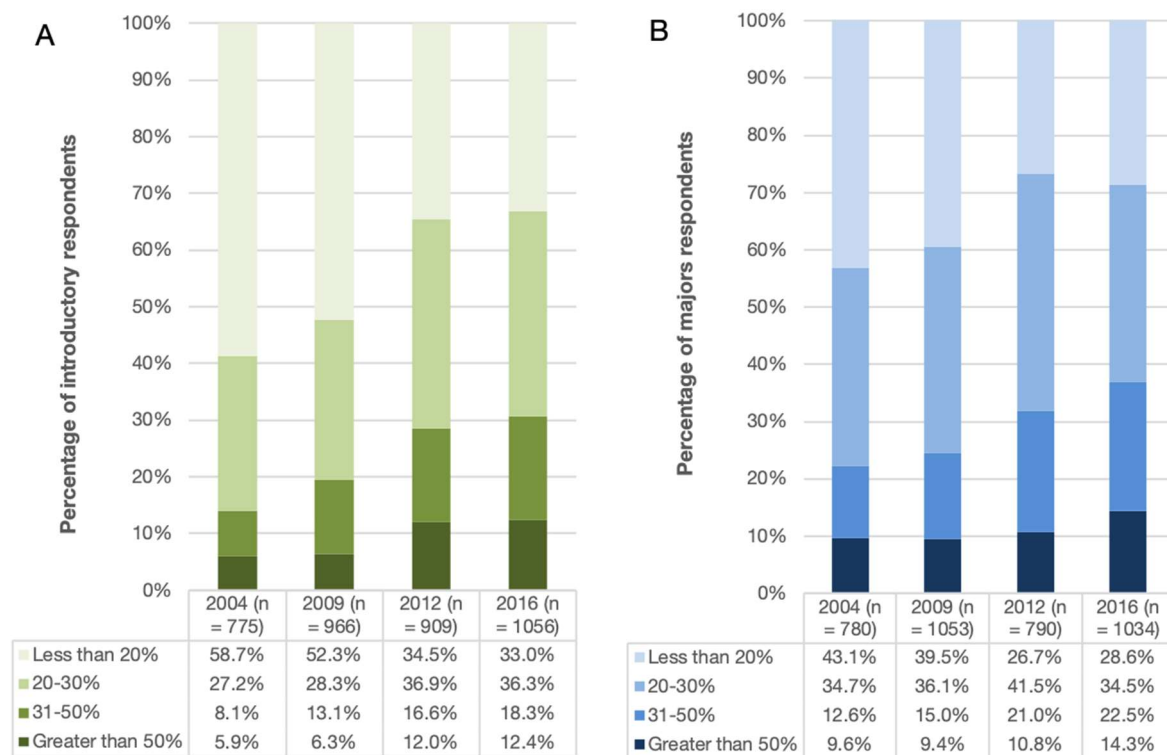 A
Percentage of introductory respondents
100%
90%
80%
70%
60%
50%
40%
30%
20%
10%
0%
2004 (n = 775) 2009 (n = 966) 2012 (n = 909) 2016 (n = 1056)
Less than 20% 58.7% 52.3% 34.5% 33.0%
20-30% 27.2% 28.3% 36.9% 36.3%
31-50% 8.1% 13.1% 16.6% 18.3%
Greater than 50% 5.9% 6.3% 12.0% 12.4%
B
Percentage of majors respondents
100%
90%
80%
70%
60%
50%
40%
30%
20%
10%
0%
2004 (n = 780) 2009 (n = 1053) 2012 (n = 790) 2016 (n = 1034)
Less than 20% 43.1% 39.5% 26.7% 28.6%
20-30% 34.7% 36.1% 41.5% 34.5%
31-50% 12.6% 15.0% 21.0% 22.5%
Greater than 50% 9.6% 9.4% 10.8% 14.3%